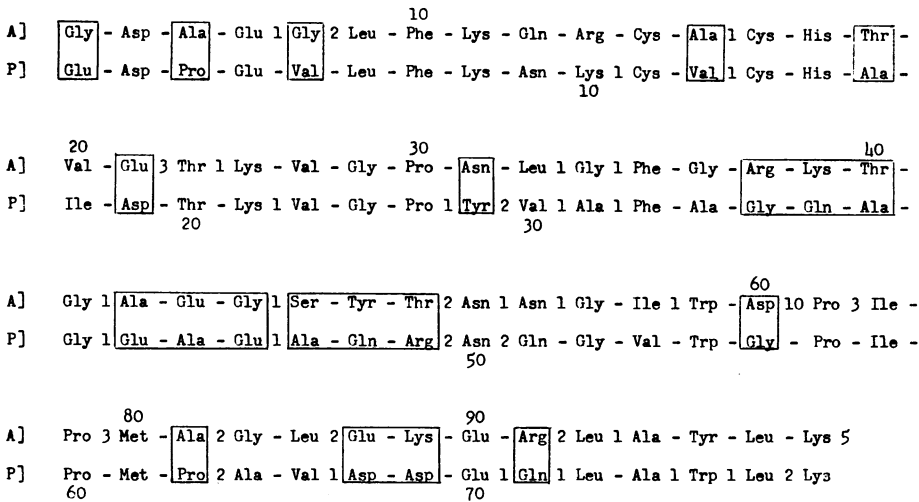 10
A] Gly - Asp - Ala - Glu 1 Gly 2 Leu - Phe - Lys - Gln - Arg - Cys - Ala 1 Cys - His - Thr -
P] Glu - Asp - Pro - Glu - Val - Leu - Phe - Lys - Asn - Lys 1 Cys - Val 1 Cys - His - Ala -
10
20 30 40
A] Val - Glu 3 Thr 1 Lys - Val - Gly - Pro - Asn - Leu 1 Gly 1 Phe - Gly - Arg - Lys - Thr -
P] Ile - Asp - Thr - Lys 1 Val - Gly - Pro 1 Tyr 2 Val 1 Ala 1 Phe - Ala - Gly - Gln - Ala -
20 30
60
A] Gly 1 Ala - Glu - Gly 1 Ser - Tyr - Thr 2 Asn 1 Asn 1 Gly - Ile 1 Trp - Asp 10 Pro 3 Ile -
P] Gly 1 Glu - Ala - Glu 1 Ala - Gln - Arg 2 Asn 2 Gln - Gly - Val - Trp - Gly - Pro - Ile -
50
80 90
A] Pro 3 Met - Ala 2 Gly - Leu 2 Glu - Lys - Glu - Arg 2 Leu 1 Ala - Tyr - Leu - Lys 5
P] Pro - Met - Pro 2 Ala - Val 1 Asp - Asp - Glu 1 Gln 1 Leu - Ala 1 Trp 1 Leu 2 Lys
60 70